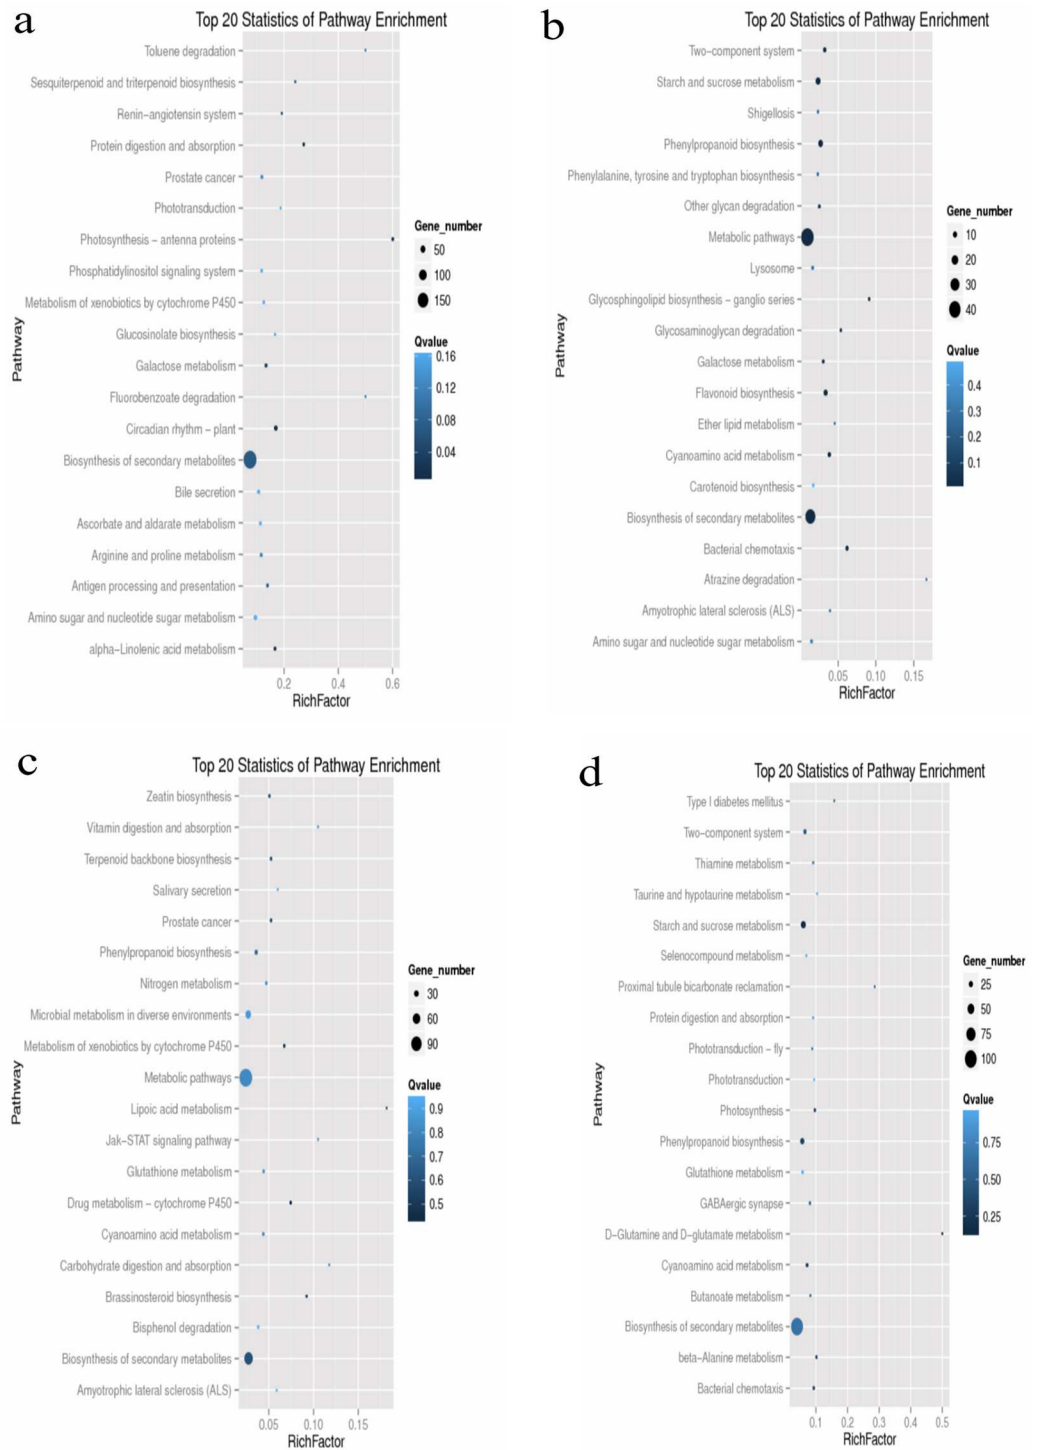 a
Top 20 Statistics of Pathway Enrichment
Toluene degradation
Sesquiterpenoid and triterpenoid biosynthesis
Renin-angiotensin system
Protein digestion and absorption
Prostate cancer
Phototransduction
Photosynthesis - antenna proteins
Phosphatidylinositol signaling system
Metabolism of xenobiotics by cytochrome P450
Glucosinolate biosynthesis
Galactose metabolism
Fluorobenzoate degradation
Circadian rhythm - plant
Biosynthesis of secondary metabolites
Bile secretion
Ascorbate and aldarate metabolism
Arginine and proline metabolism
Antigen processing and presentation
Amino sugar and nucleotide sugar metabolism
alpha-Linolenic acid metabolism
Pathway
0.2 0.4 0.6
RichFactor
Gene_number
50
100
150
Qvalue
0.16
0.12
0.08
0.04
b
Top 20 Statistics of Pathway Enrichment
Two-component system
Starch and sucrose metabolism
Shigellosis
Phenylpropanoid biosynthesis
Phenylalanine, tyrosine and tryptophan biosynthesis
Other glycan degradation
Metabolic pathways
Lysosome
Glycosphingolipid biosynthesis - ganglio series
Glycosaminoglycan degradation
Galactose metabolism
Flavonoid biosynthesis
Ether lipid metabolism
Cyanoamino acid metabolism
Carotenoid biosynthesis
Biosynthesis of secondary metabolites
Bacterial chemotaxis
Atrazine degradation
Amyotrophic lateral sclerosis (ALS)
Amino sugar and nucleotide sugar metabolism
Pathway
0.05 0.10 0.15
RichFactor
Gene_number
10
20
30
40
Qvalue
0.4
0.3
0.2
0.1
c
Top 20 Statistics of Pathway Enrichment
Zeatin biosynthesis
Vitamin digestion and absorption
Terpenoid backbone biosynthesis
Salivary secretion
Prostate cancer
Phenylpropanoid biosynthesis
Nitrogen metabolism
Microbial metabolism in diverse environments
Metabolism of xenobiotics by cytochrome P450
Metabolic pathways
Lipoic acid metabolism
Jak-STAT signaling pathway
Glutathione metabolism
Drug metabolism - cytochrome P450
Cyanoamino acid metabolism
Carbohydrate digestion and absorption
Brassinosteroid biosynthesis
Bisphenol degradation
Biosynthesis of secondary metabolites
Amyotrophic lateral sclerosis (ALS)
Pathway
0.05 0.10 0.15
RichFactor
Gene_number
30
60
90
Qvalue
0.9
0.8
0.7
0.6
0.5
d
Top 20 Statistics of Pathway Enrichment
Type I diabetes mellitus
Two-component system
Thiamine metabolism
Taurine and hypotaurine metabolism
Starch and sucrose metabolism
Selenocompound metabolism
Proximal tubule bicarbonate reclamation
Protein digestion and absorption
Phototransduction - fly
Phototransduction
Photosynthesis
Phenylpropanoid biosynthesis
Glutathione metabolism
GABAergic synapse
D-Glutamine and D-glutamate metabolism
Cyanoamino acid metabolism
Butanoate metabolism
Biosynthesis of secondary metabolites
beta-Alanine metabolism
Bacterial chemotaxis
Pathway
0.1 0.2 0.3 0.4 0.5
RichFactor
Gene_number
25
50
75
100
Qvalue
0.75
0.50
0.25